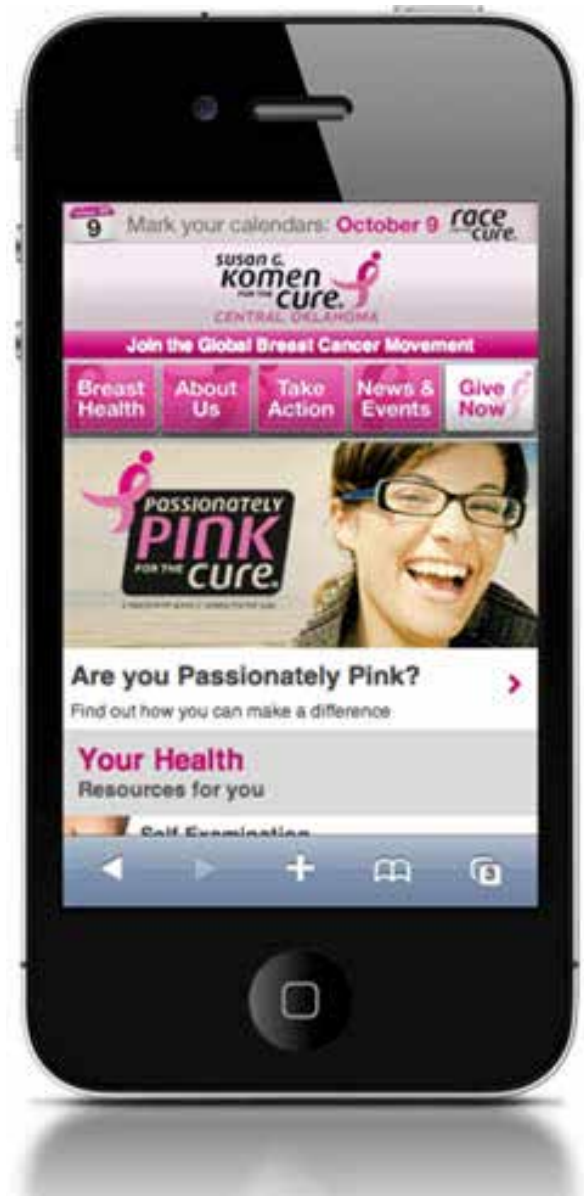 9 Mark your calendars: October 9 race
cure.
susan g.
komen
FOR THE
cure.
CENTRAL OKLAHOMA
Join the Global Breast Cancer Movement
Breast Health
About Us
Take Action
News & Events
Give Now
PASSIONATELY
PINK
FOR THE
cure.
Are you Passionately Pink?
Find out how you can make a difference
Your Health
Resources for you
Self Examination
3